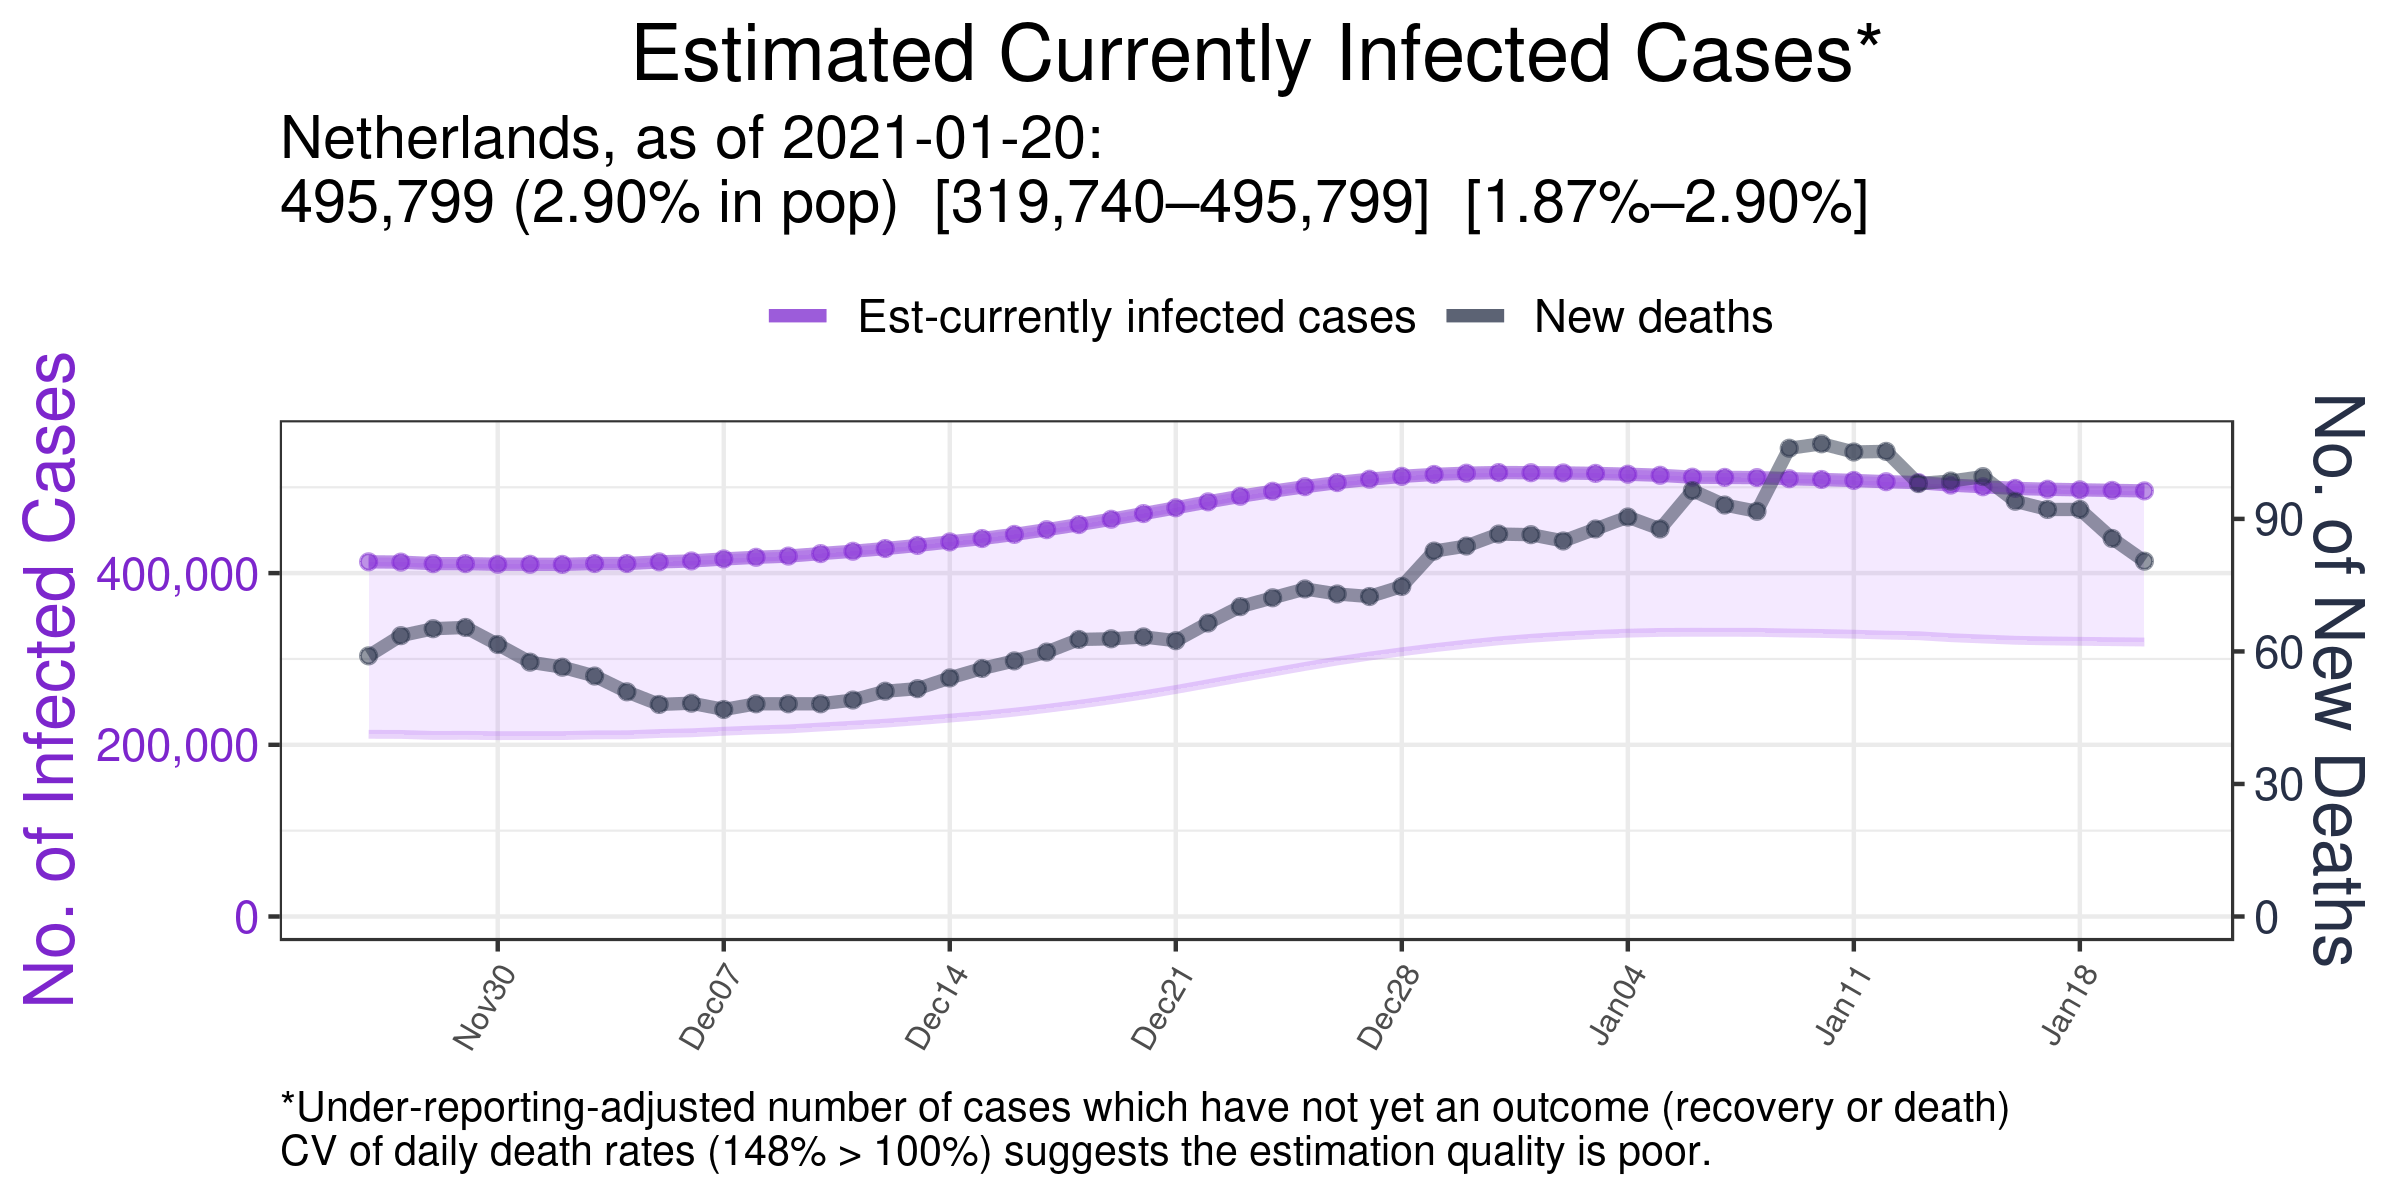 Estimated Currently Infected Cases*
Netherlands, as of 2021-01-20:
495,799 (2.90% in pop)  [319,740–495,799]  [1.87%–2.90%]
Est-currently infected cases
New deaths
No. of Infected Cases
400,000
200,000
0
No. of New Deaths
90
60
30
0
Nov30
Dec07
Dec14
Dec21
Dec28
Jan04
Jan11
Jan18
*Under-reporting-adjusted number of cases which have not yet an outcome (recovery or death)
CV of daily death rates (148% > 100%) suggests the estimation quality is poor.